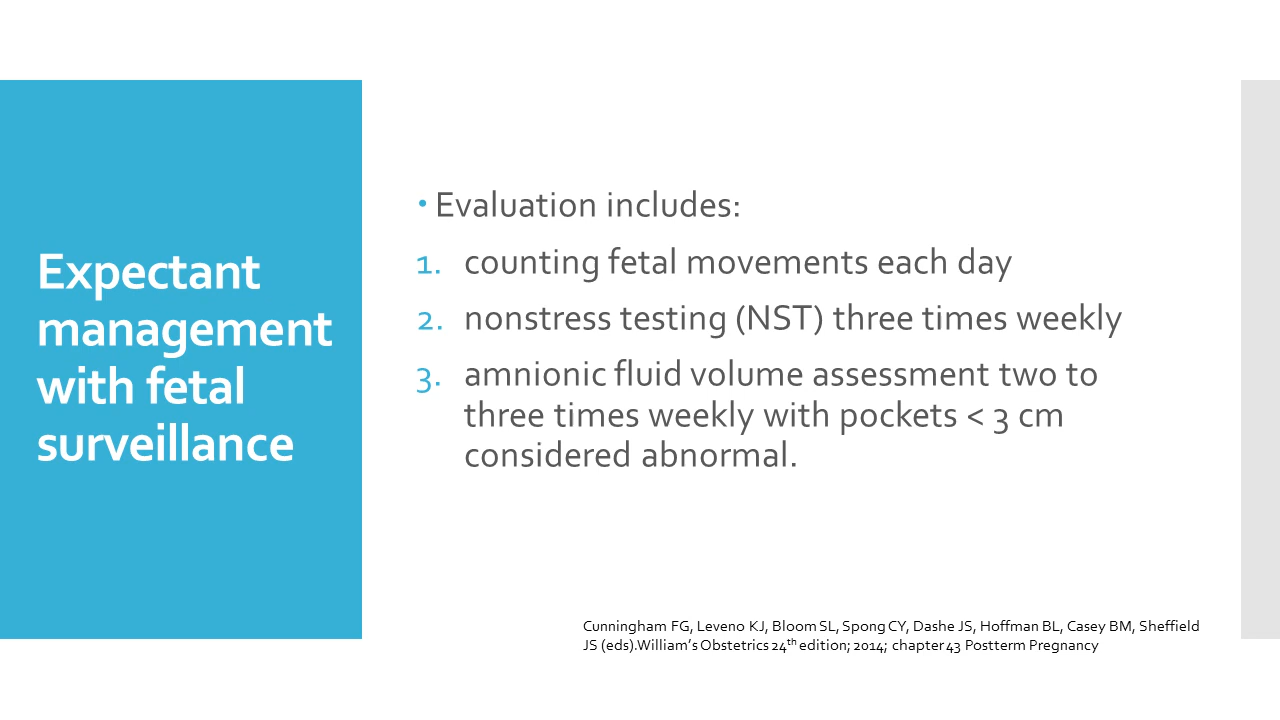 Expectant
management
with fetal
surveillance
• Evaluation includes:
1. counting fetal movements each day
2. nonstress testing (NST) three times weekly
3. amnionic fluid volume assessment two to
three times weekly with pockets < 3 cm
considered abnormal.
Cunningham FG, Leveno KJ, Bloom SL, Spong CY, Dashe JS, Hoffman BL, Casey BM, Sheffield
JS (eds).William’s Obstetrics 24th edition; 2014; chapter 43 Postterm Pregnancy